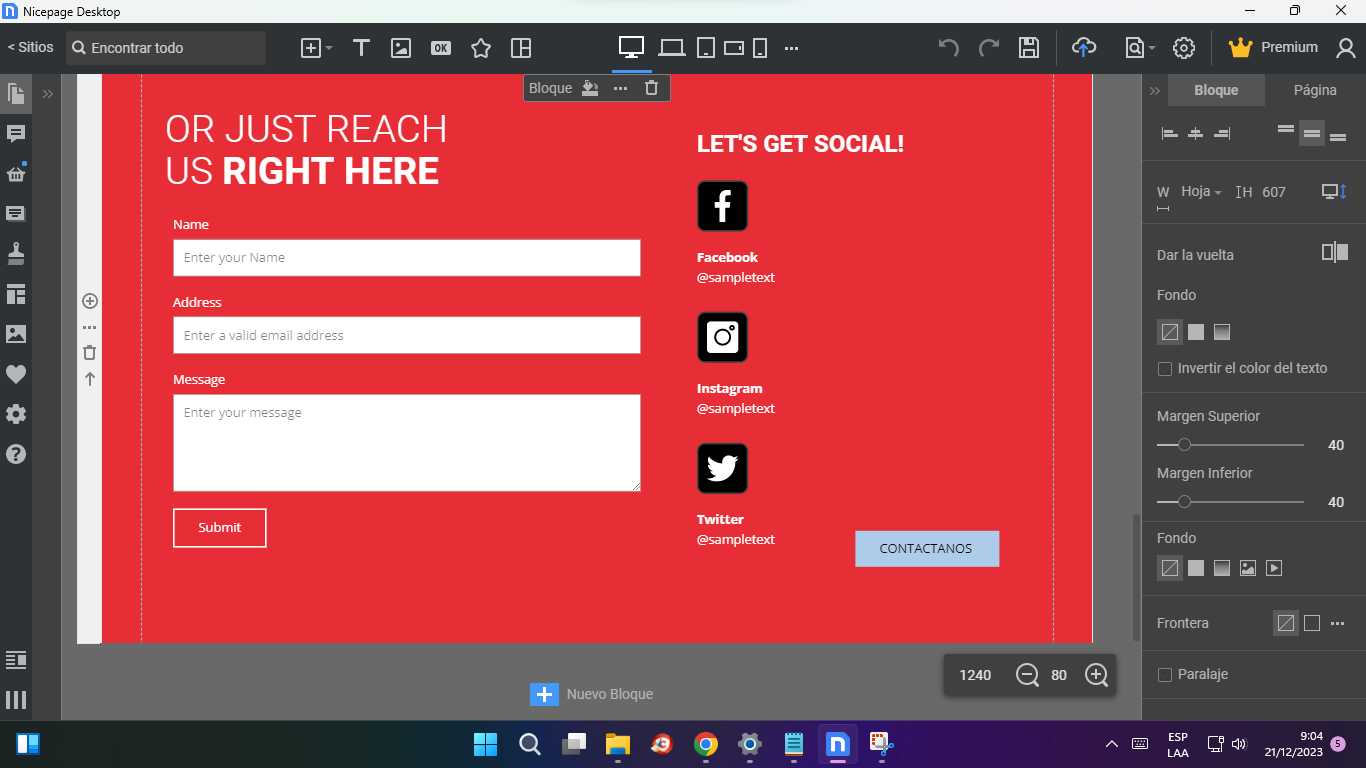 Nicepage Desktop
< Sitios
Encontrar todo
OK
Premium
Bloque
Bloque
Página
OR JUST REACH
US RIGHT HERE
LET'S GET SOCIAL!
W Hoja H 607
Name
Enter your Name
Facebook
@sampletext
Dar la vuelta
Fondo
Address
Enter a valid email address
Invertir el color del texto
Message
Enter your message
Instagram
@sampletext
Margen Superior
40
Margen Inferior
40
Submit
Twitter
@sampletext
CONTACTANOS
Fondo
Frontera
Paralaje
1240
80
Nuevo Bloque
ESP
LAA
9:04
21/12/2023
5